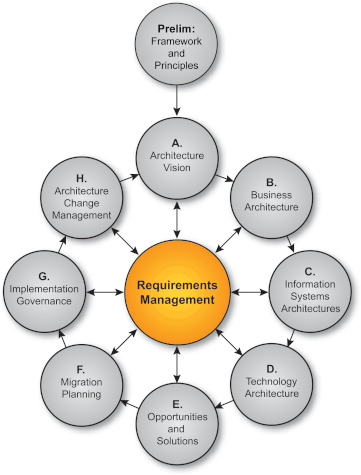 Prelim:
Framework
and
Principles
A.
Architecture
Vision
H.
Architecture
Change
Management
B.
Business
Architecture
G.
Implementation
Governance
Requirements
Management
C.
Information
Systems
Architectures
F.
Migration
Planning
D.
Technology
Architecture
E.
Opportunities
and
Solutions